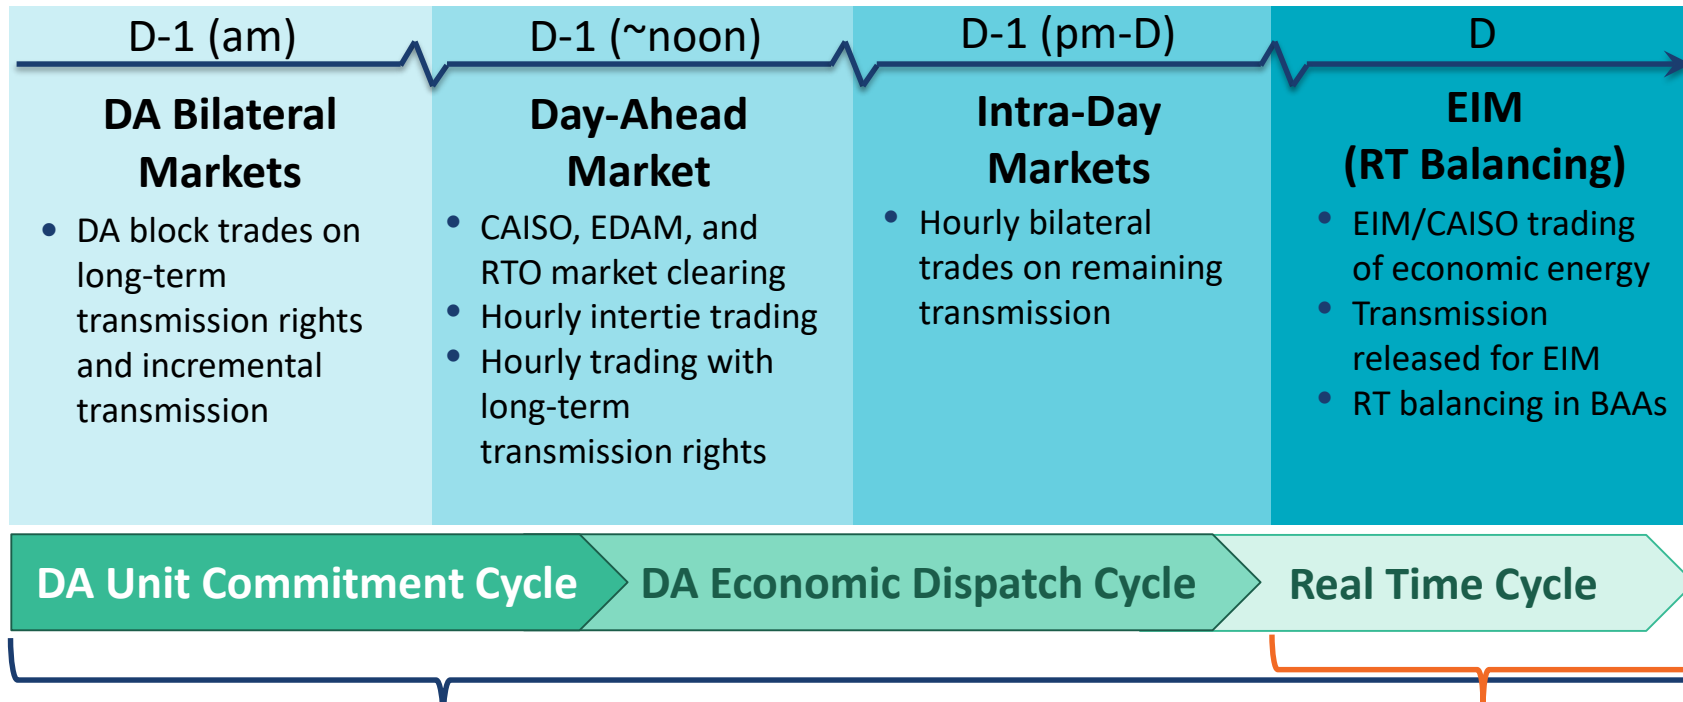 D-1 (am)
DA Bilateral
Markets
• DA block trades on
long-term
transmission rights
and incremental
transmission
D-1 (~noon)
Day-Ahead
Market
• CAISO, EDAM, and
RTO market clearing
• Hourly intertie trading
• Hourly trading with
long-term
transmission rights
D-1 (pm-D)
Intra-Day
Markets
• Hourly bilateral
trades on remaining
transmission
D
EIM
(RT Balancing)
• EIM/CAISO trading
of economic energy
• Transmission
released for EIM
• RT balancing in BAAs
DA Unit Commitment Cycle
DA Economic Dispatch Cycle
Real Time Cycle